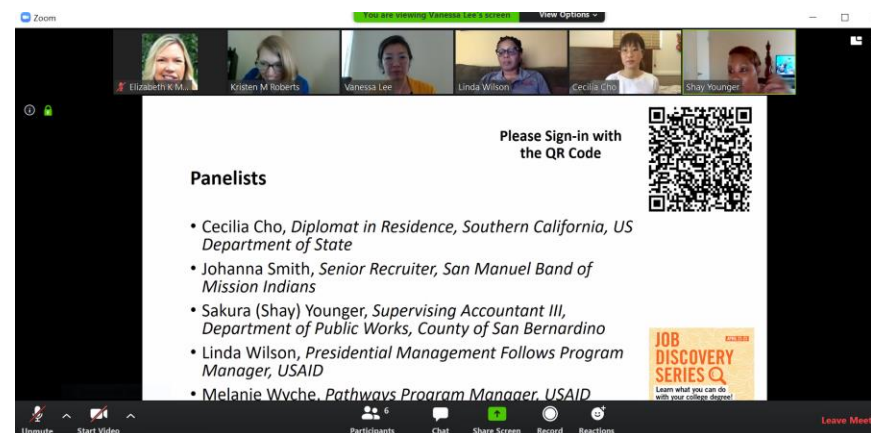 Zoom
You are viewing Vanessa Lee's screen
View Options
Elizabeth K M...
Kristen M Roberts
Vanessa Lee
Linda Wilson
Cecilia Cho
Shay Younger
Please Sign-in with
the QR Code
Panelists
• Cecilia Cho, Diplomat in Residence, Southern California, US
Department of State
• Johanna Smith, Senior Recruiter, San Manuel Band of
Mission Indians
• Sakura (Shay) Younger, Supervising Accountant III,
Department of Public Works, County of San Bernardino
• Linda Wilson, Presidential Management Follows Program
Manager, USAID
• Melanie Wyche, Pathways Program Manager, USAID
JOB
DISCOVERY
SERIES
Learn what you can do
with your college degree!
Unmute
Start Video
Participants
6
Chat
Share Screen
Record
Reactions
Leave Meet